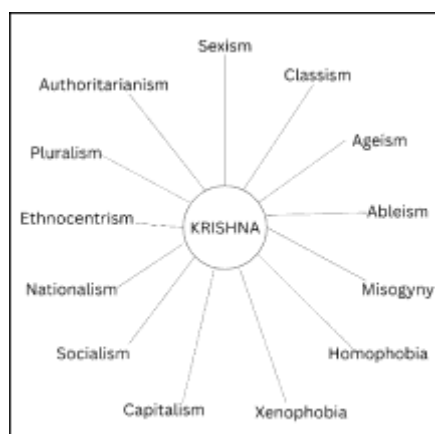 Sexism
Classism
Authoritarianism
Ageism
Pluralism
Ableism
Ethnocentrism
KRISHNA
Misogyny
Nationalism
Homophobia
Socialism
Capitalism
Xenophobia